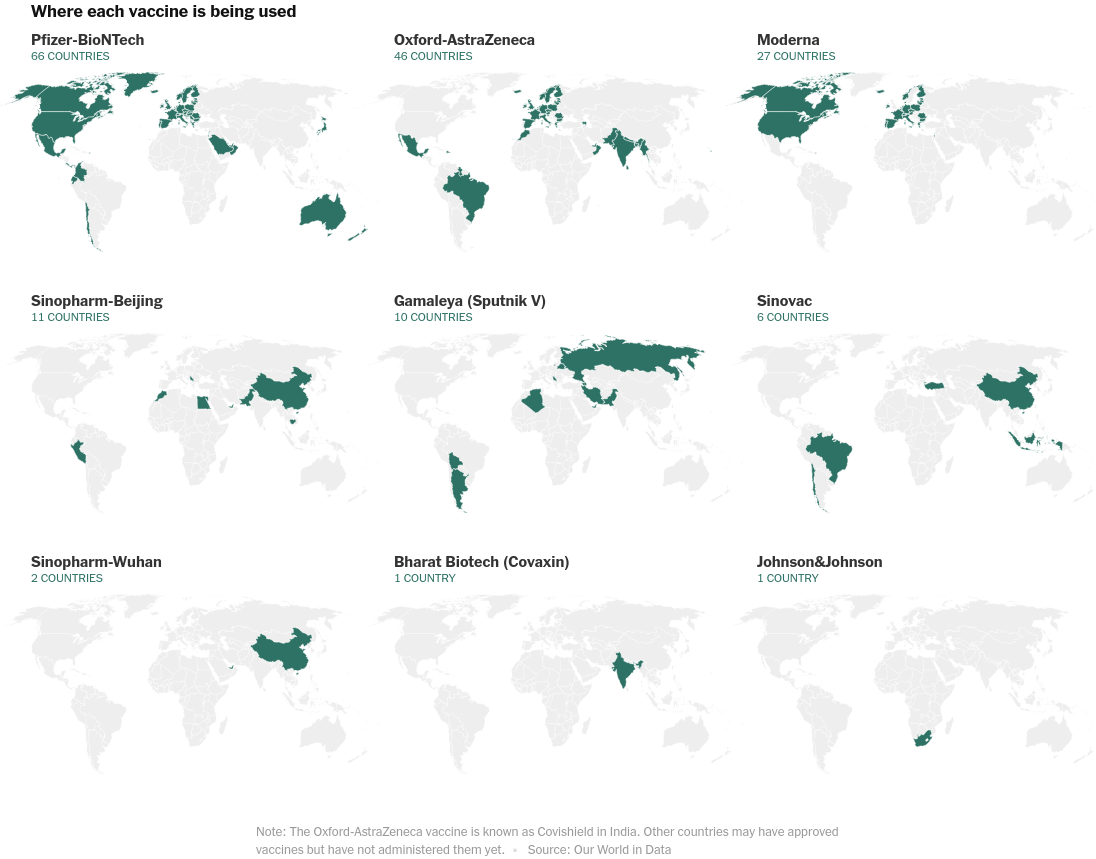 Where each vaccine is being used
Pfizer-BioNTech
66 COUNTRIES
Oxford-AstraZeneca
46 COUNTRIES
Moderna
27 COUNTRIES
Sinopharm-Beijing
11 COUNTRIES
Gamaleya (Sputnik V)
10 COUNTRIES
Sinovac
6 COUNTRIES
Sinopharm-Wuhan
2 COUNTRIES
Bharat Biotech (Covaxin)
1 COUNTRY
Johnson&Johnson
1 COUNTRY
Note: The Oxford-AstraZeneca vaccine is known as Covishield in India. Other countries may have approved
vaccines but have not administered them yet. • Source: Our World in Data